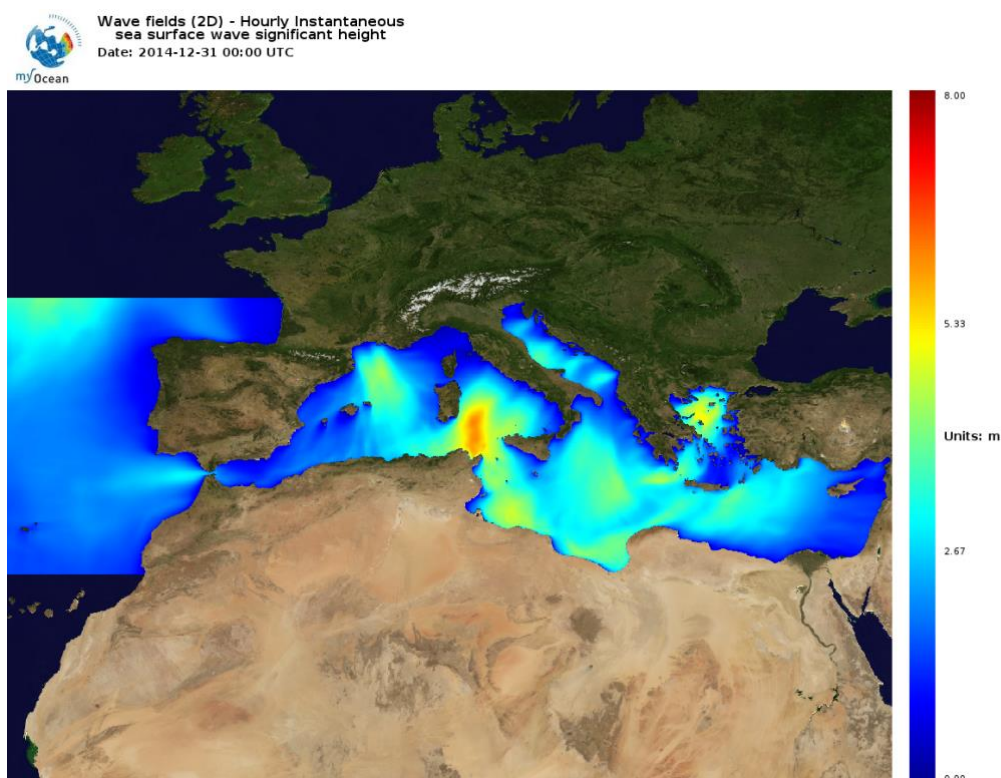 Wave fields (2D) - Hourly Instantaneous
sea surface wave significant height
Date: 2014-12-31 00:00 UTC
myOcean
8.00
5.33
Units: m
2.67
0.00